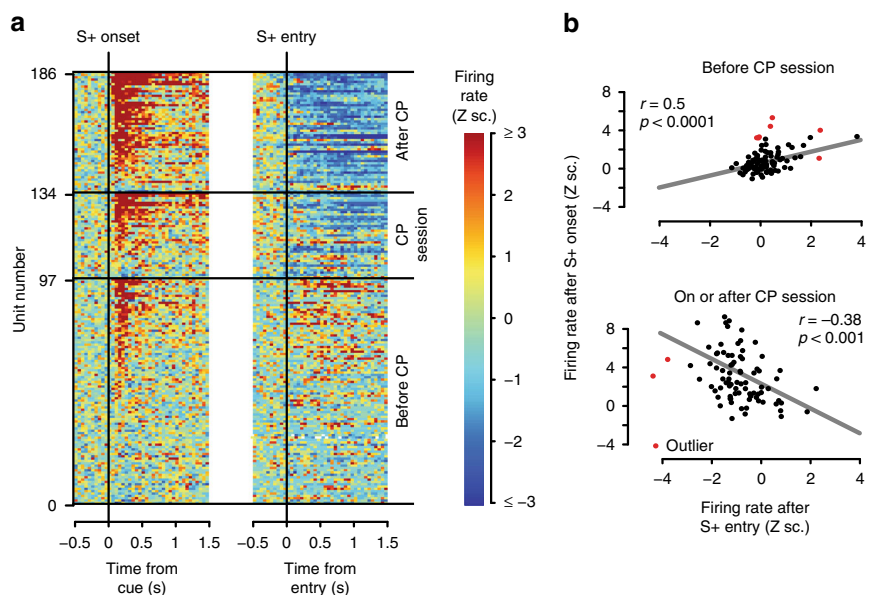 a
S+ onset
S+ entry
186
134
97
0
Unit number
After CP
CP
session
Before CP
−0.5
0
0.5
1
1.5
Time from
cue (s)
−0.5
0
0.5
1
1.5
Time from
entry (s)
Firing
rate
(Z sc.)
≥ 3
2
1
0
−1
−2
≤ −3
b
Before CP session
r = 0.5
p < 0.0001
8
4
0
−4
−4
−2
0
2
4
Firing rate after S+ onset (Z sc.)
On or after CP session
r = −0.38
p < 0.001
8
4
0
−4
Outlier
−4
−2
0
2
4
Firing rate after
S+ entry (Z sc.)